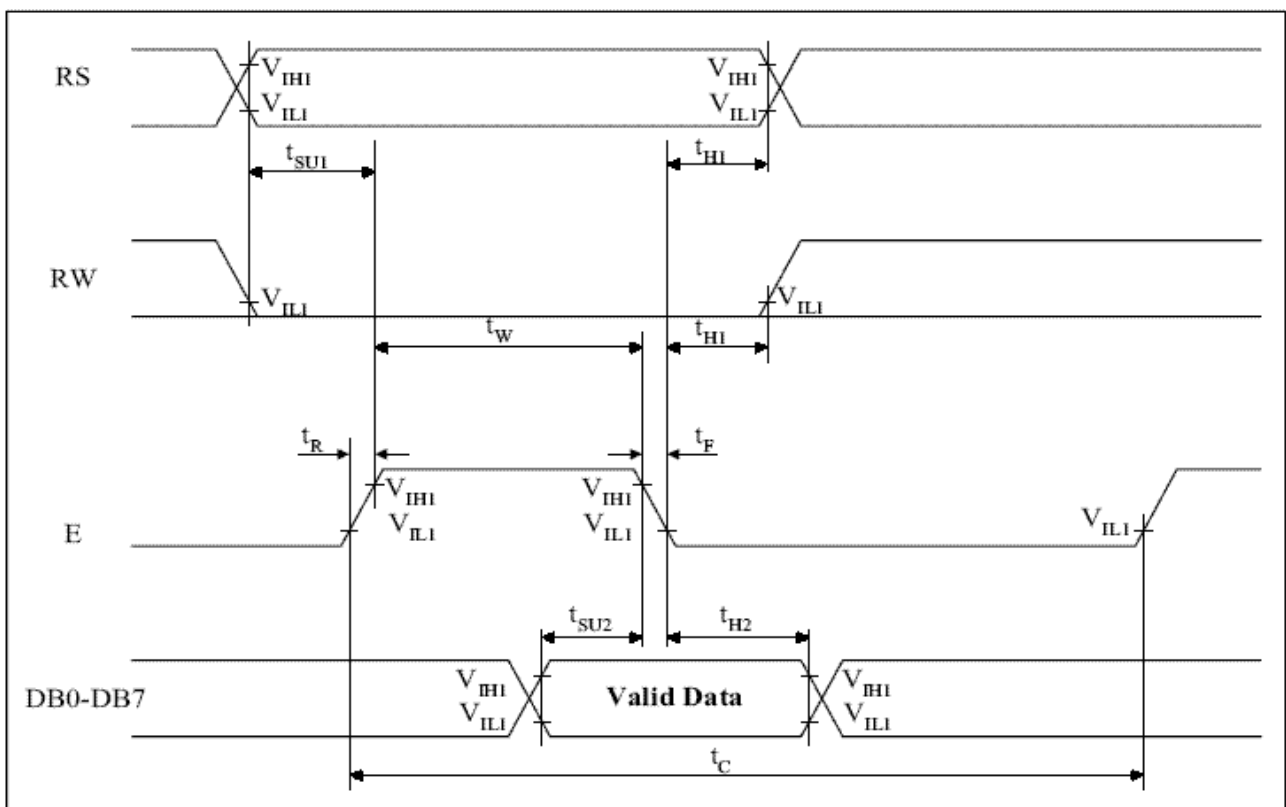 RS
V_IH1 V_IH1
V_IL1 V_IL1
t_SU1 t_H1
RW
V_IL1 V_IL1
t_W t_H1
t_R t_F
V_IH1 V_IH1
E V_IL1 V_IL1 V_IL1
t_SU2 t_H2
V_IH1 V_IH1
DB0-DB7 Valid Data
V_IL1 V_IL1
t_C